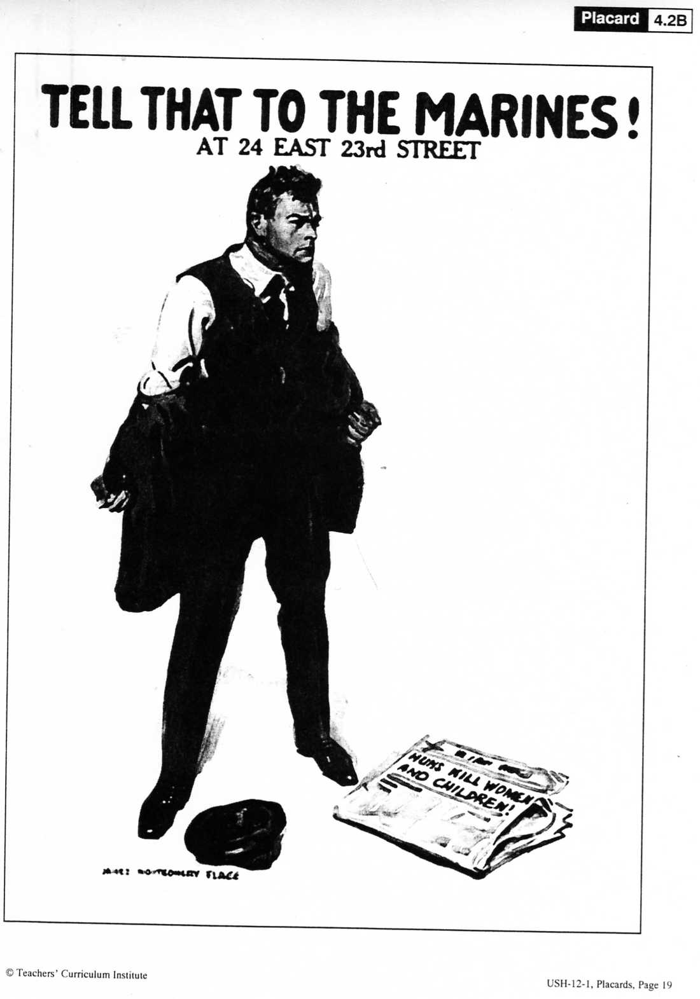 Placard 4.2B
TELL THAT TO THE MARINES!
AT 24 EAST 23rd STREET
HUNS KILL WOMEN
AND CHILDREN!
JAMES MONTGOMERY FLAGG
© Teachers' Curriculum Institute
USH-12-1, Placards, Page 19